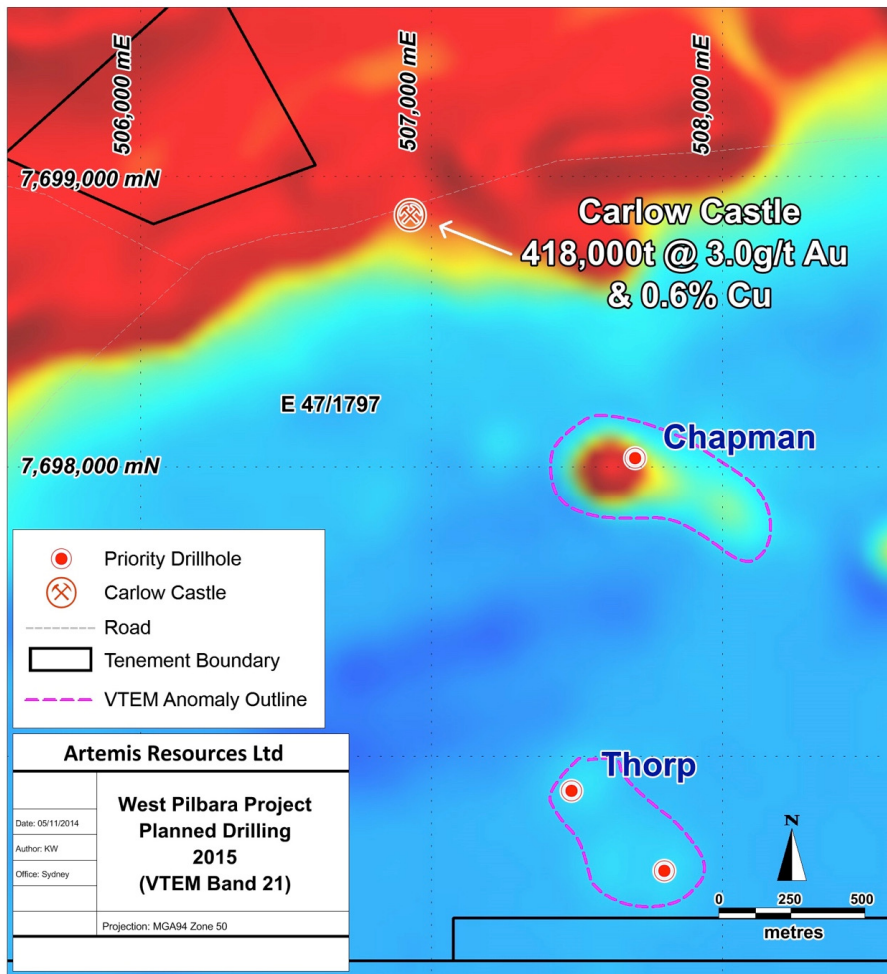 506,000 mE
507,000 mE
508,000 mE
7,699,000 mN
Carlow Castle
418,000t @ 3.0g/t Au
& 0.6% Cu
E 47/1797
Chapman
7,698,000 mN
Priority Drillhole
Carlow Castle
Road
Tenement Boundary
VTEM Anomaly Outline
Thorp
Artemis Resources Ltd
West Pilbara Project
Planned Drilling
2015
(VTEM Band 21)
Date: 05/11/2014
Author: KW
Office: Sydney
Projection: MGA94 Zone 50
N
0 250 500
metres